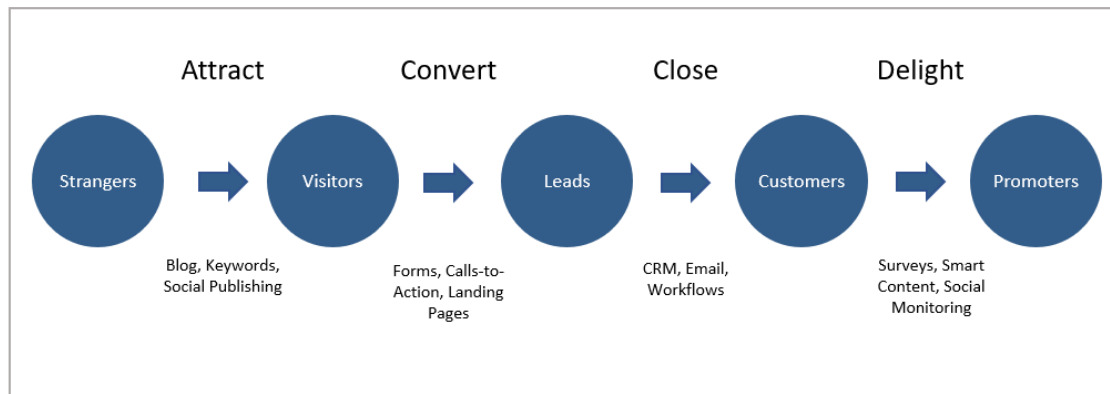 Attract
Convert
Close
Delight
Strangers
Visitors
Leads
Customers
Promoters
Blog, Keywords,
Social Publishing
Forms, Calls-to-
Action, Landing
Pages
CRM, Email,
Workflows
Surveys, Smart
Content, Social
Monitoring